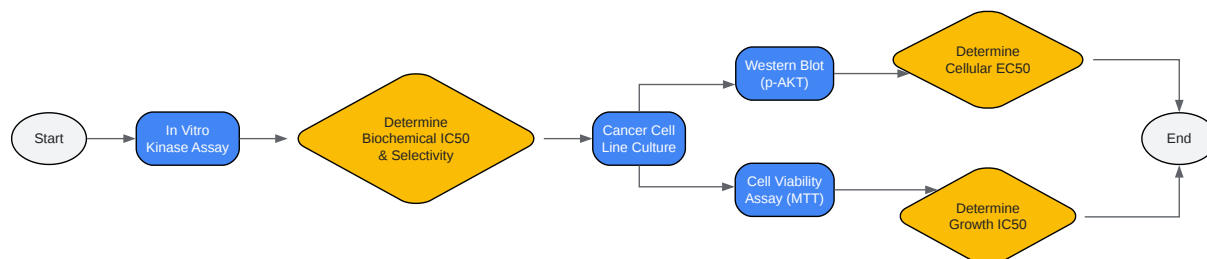 Start
In Vitro
Kinase Assay
Determine
Biochemical IC50
& Selectivity
Cancer Cell
Line Culture
Western Blot
(p-AKT)
Determine
Cellular EC50
Cell Viability
Assay (MTT)
Determine
Growth IC50
End